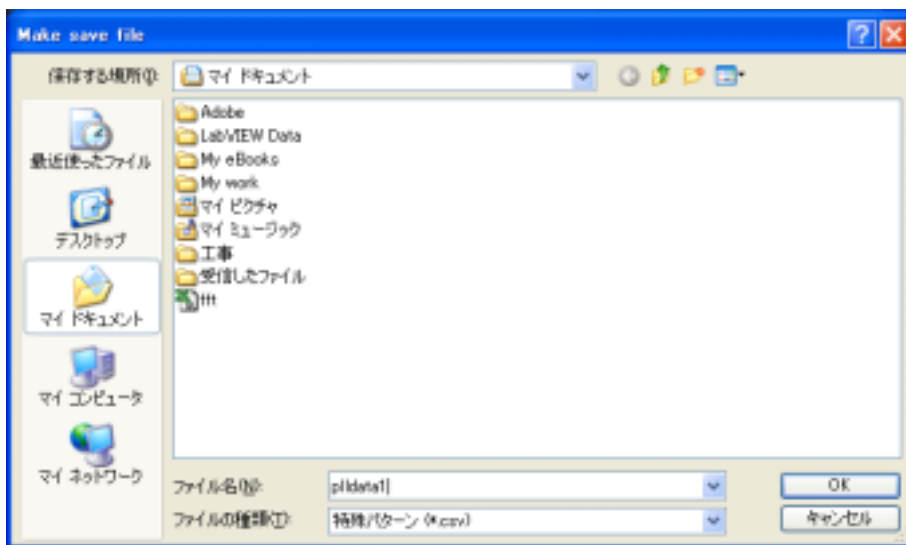 Make save file
保存する場所(I):
マイ ドキュメント
最近使ったファイル
デスクトップ
マイ ドキュメント
マイ コンピュータ
マイ ネットワーク
Adobe
LabVIEW Data
My eBooks
My work
マイ ピクチャ
マイ ミュージック
工事
受信したファイル
ファイル名(N):
plldata1
OK
ファイルの種類(T):
特殊パターン (*.csv)
キャンセル